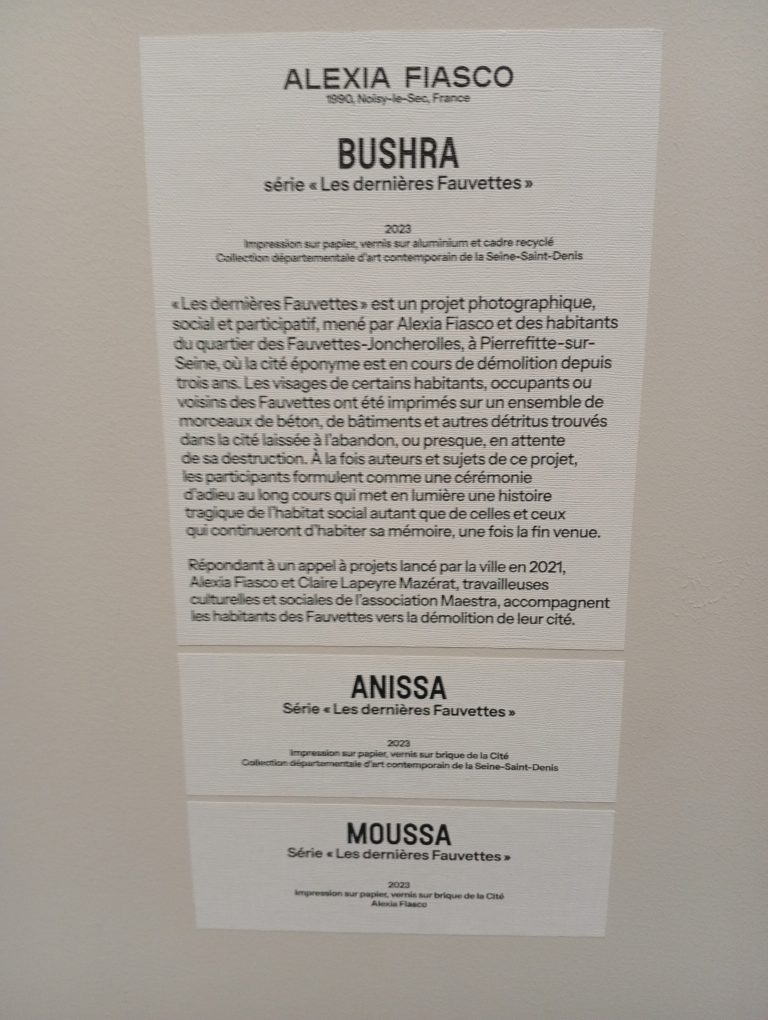 ALEXIA FIASCO
1990, Noisy-le-Sec, France
BUSHRA
série « Les dernières Fauvettes »
2023
Impression sur papier, vernis sur aluminium et cadre recyclé
Collection départementale d'art contemporain de la Seine-Saint-Denis
« Les dernières Fauvettes » est un projet photographique,
social et participatif, mené par Alexia Fiasco et des habitants
du quartier des Fauvettes-Joncherolles, à Pierrefitte-sur-
Seine, où la cité éponyme est en cours de démolition depuis
trois ans. Les visages de certains habitants, occupants ou
voisins des Fauvettes ont été imprimés sur un ensemble de
morceaux de béton, de bâtiments et autres détritus trouvés
dans la cité laissée à l'abandon, ou presque, en attente
de sa destruction. À la fois auteurs et sujets de ce projet,
les participants formulent comme une cérémonie
d'adieu au long cours qui met en lumière une histoire
tragique de l'habitat social autant que de celles et ceux
qui continueront d'habiter sa mémoire, une fois la fin venue.
Répondant à un appel à projets lancé par la ville en 2021,
Alexia Fiasco et Claire Lapeyre Mazérat, travailleuses
culturelles et sociales de l'association Maestra, accompagnent
les habitants des Fauvettes vers la démolition de leur cité.
ANISSA
Série « Les dernières Fauvettes »
2023
Impression sur papier, vernis sur brique de la Cité
Collection départementale d'art contemporain de la Seine-Saint-Denis
MOUSSA
Série « Les dernières Fauvettes »
2023
Impression sur papier, vernis sur brique de la Cité
Alexia Fiasco